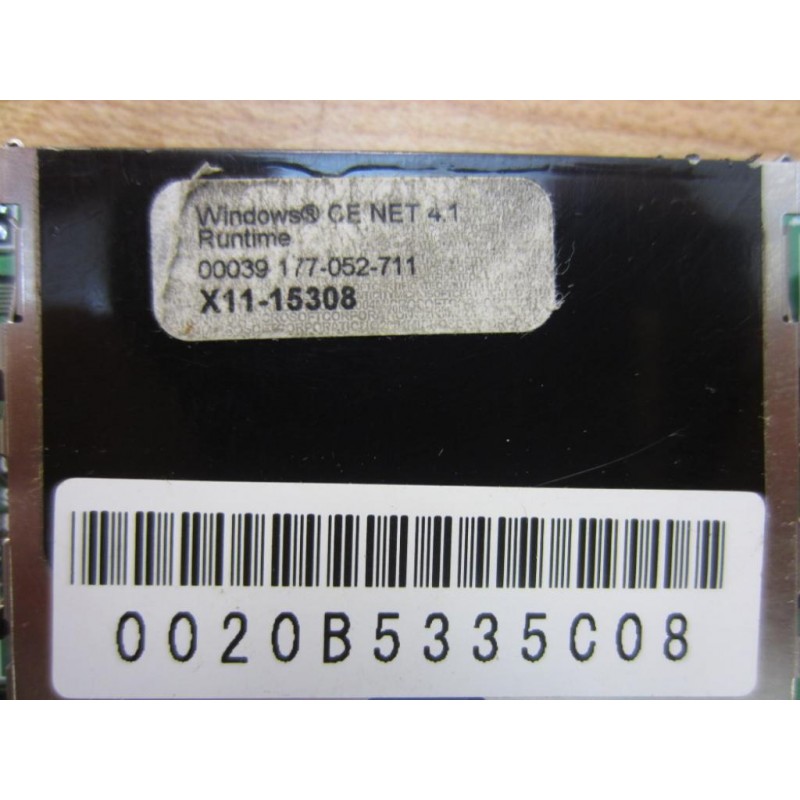 Windows® CE NET 4.1
Runtime
00039 177-052-711
X11-15308
0020B5335C08